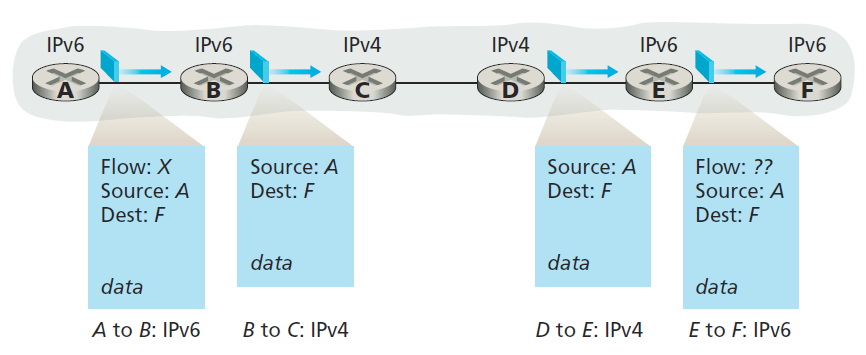 IPv6 IPv6 IPv4 IPv4 IPv6 IPv6
A B C D E F
Flow: X
Source: A
Dest: F
data
Source: A
Dest: F
data
Source: A
Dest: F
data
Flow: ??
Source: A
Dest: F
data
A to B: IPv6 B to C: IPv4 D to E: IPv4 E to F: IPv6